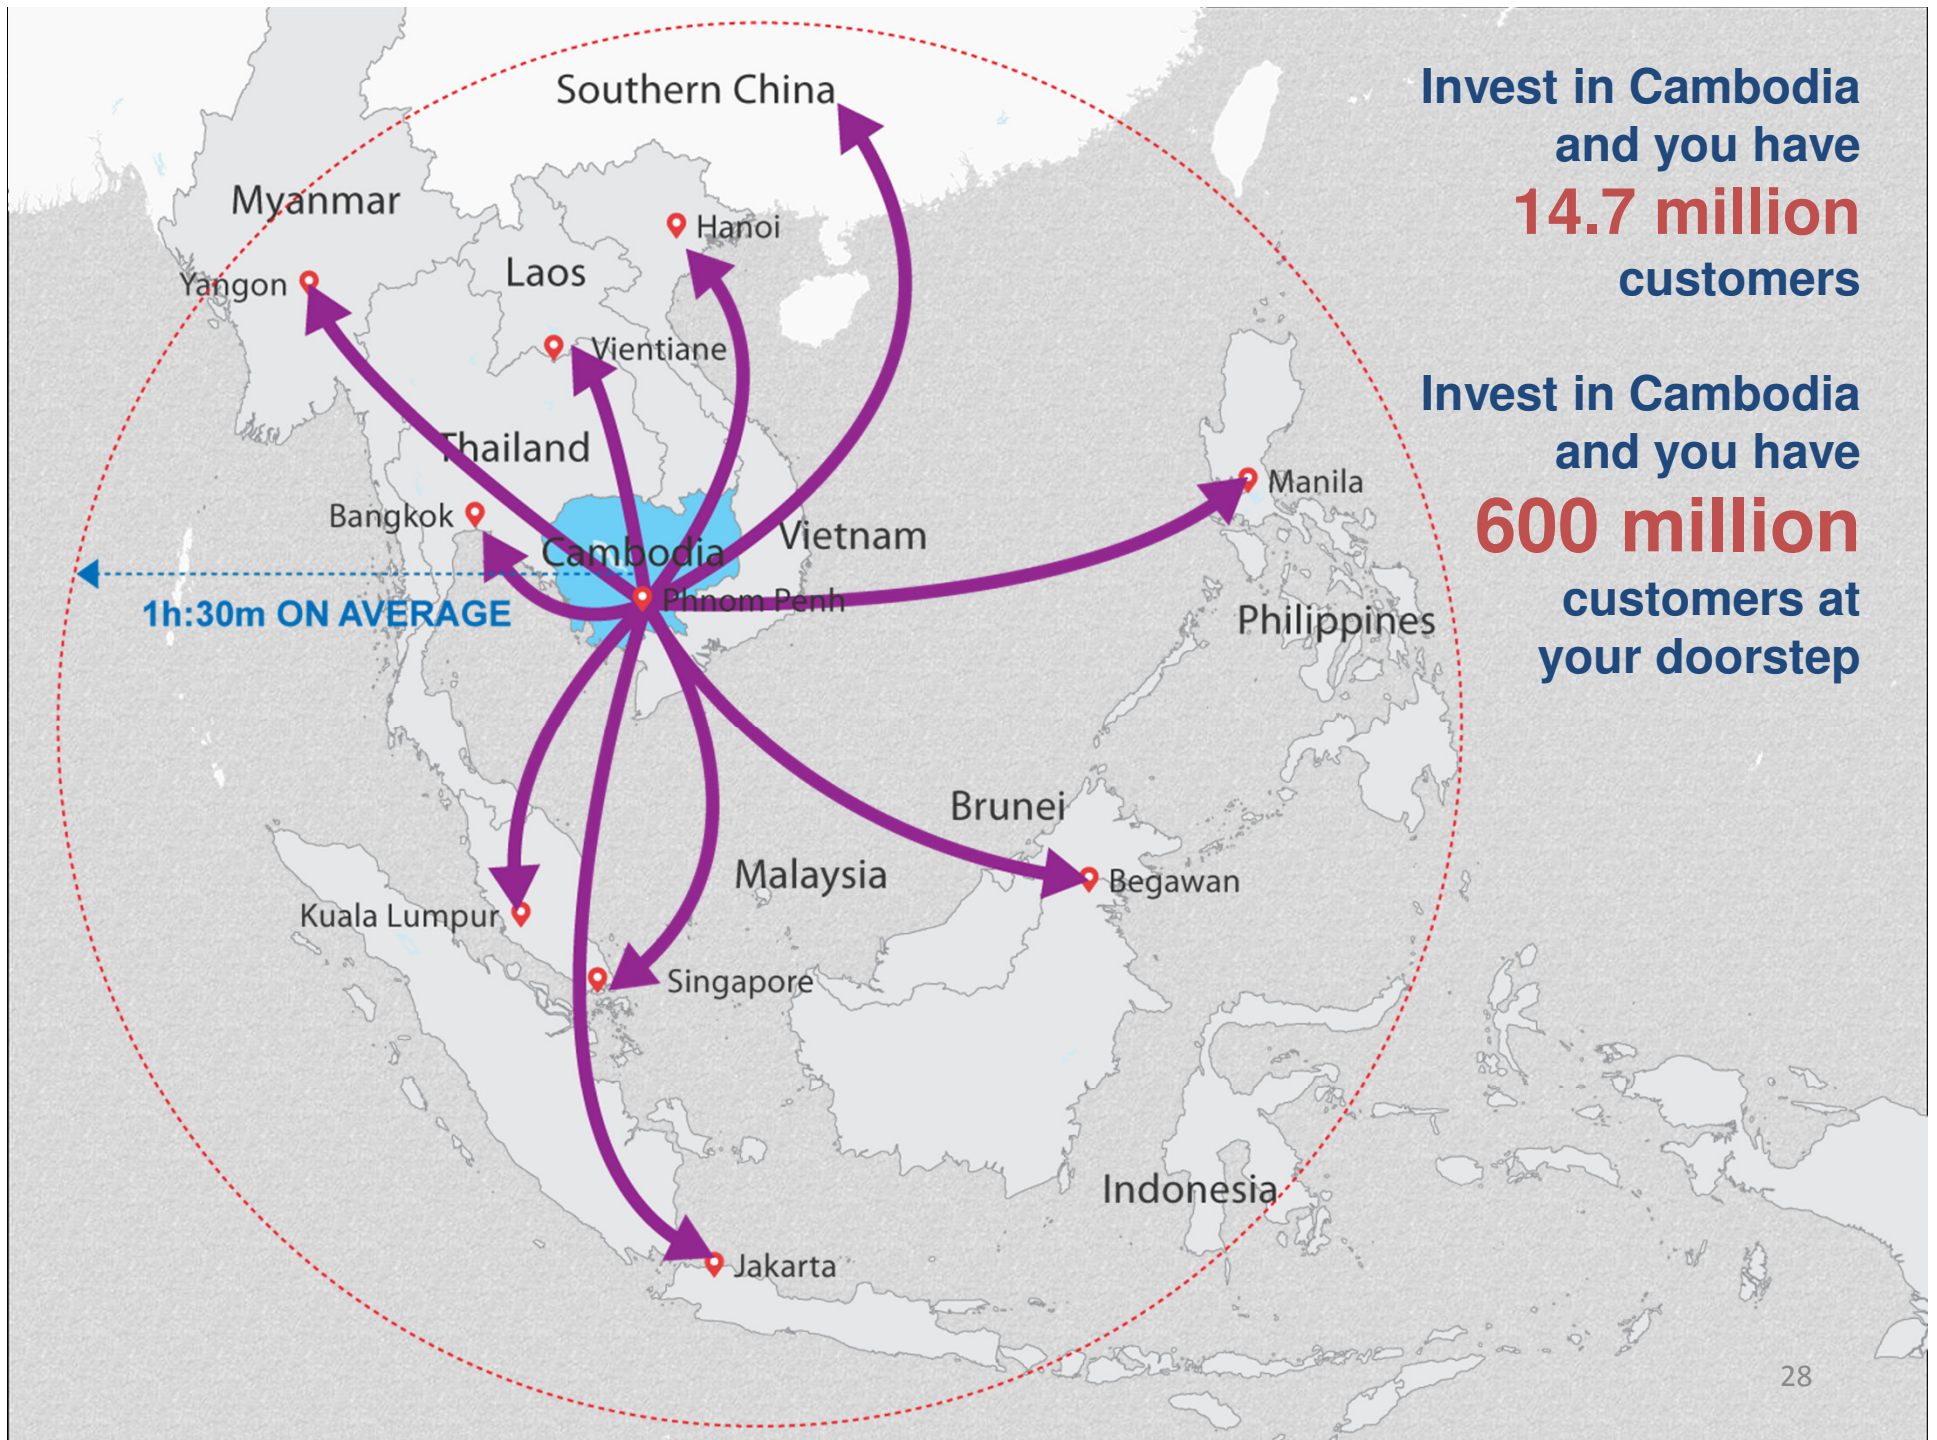 Southern China
Myanmar
Hanoi
Laos
Yangon
Vientiane
Thailand
Bangkok
Manila
Vietnam
Cambodia
Phnom Penh
1h:30m ON AVERAGE
Philippines
Brunei
Malaysia
Begawan
Kuala Lumpur
Singapore
Indonesia
Jakarta
Invest in Cambodia
and you have
14.7 million
customers
Invest in Cambodia
and you have
600 million
customers at
your doorstep
28